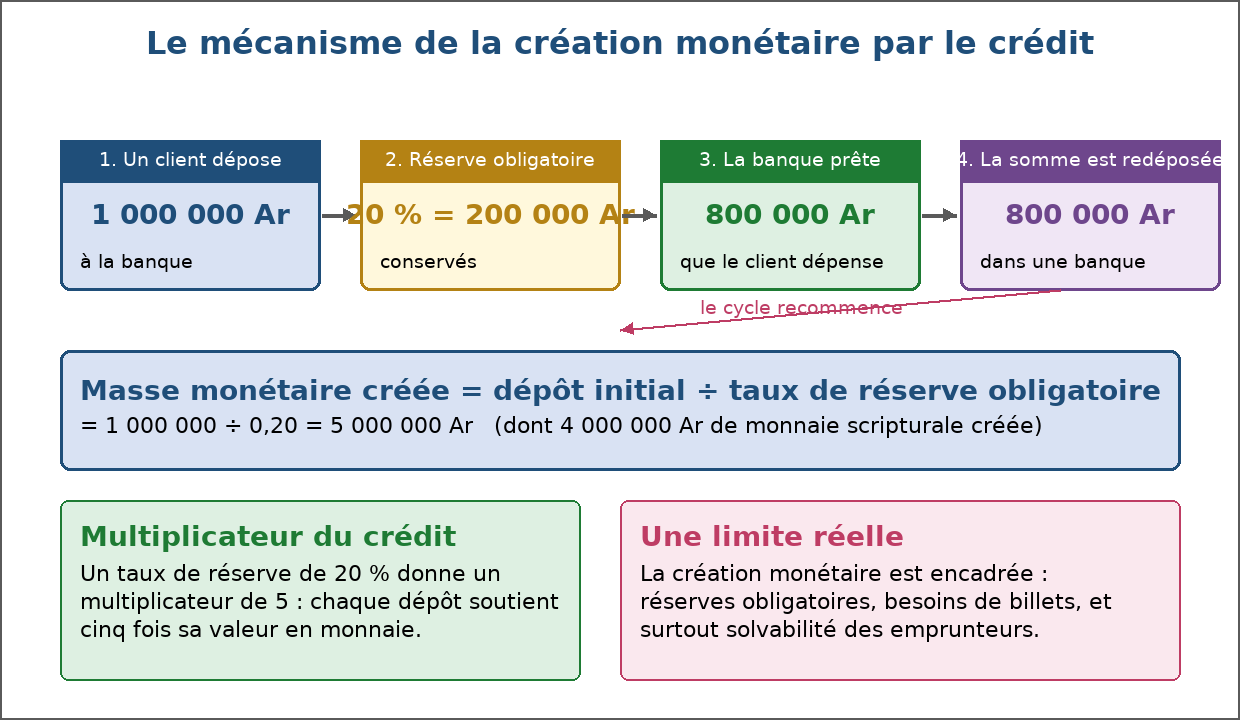 Le mécanisme de la création monétaire par le crédit
1. Un client dépose
1 000 000 Ar
à la banque
2. Réserve obligatoire
20 % = 200 000 Ar
conservés
3. La banque prête
800 000 Ar
que le client dépense
4. La somme est redéposée
800 000 Ar
dans une banque
le cycle recommence
Masse monétaire créée = dépôt initial ÷ taux de réserve obligatoire
= 1 000 000 ÷ 0,20 = 5 000 000 Ar (dont 4 000 000 Ar de monnaie scripturale créée)
Multiplicateur du crédit
Un taux de réserve de 20 % donne un
multiplicateur de 5 : chaque dépôt soutient
cinq fois sa valeur en monnaie.
Une limite réelle
La création monétaire est encadrée :
réserves obligatoires, besoins de billets, et
surtout solvabilité des emprunteurs.